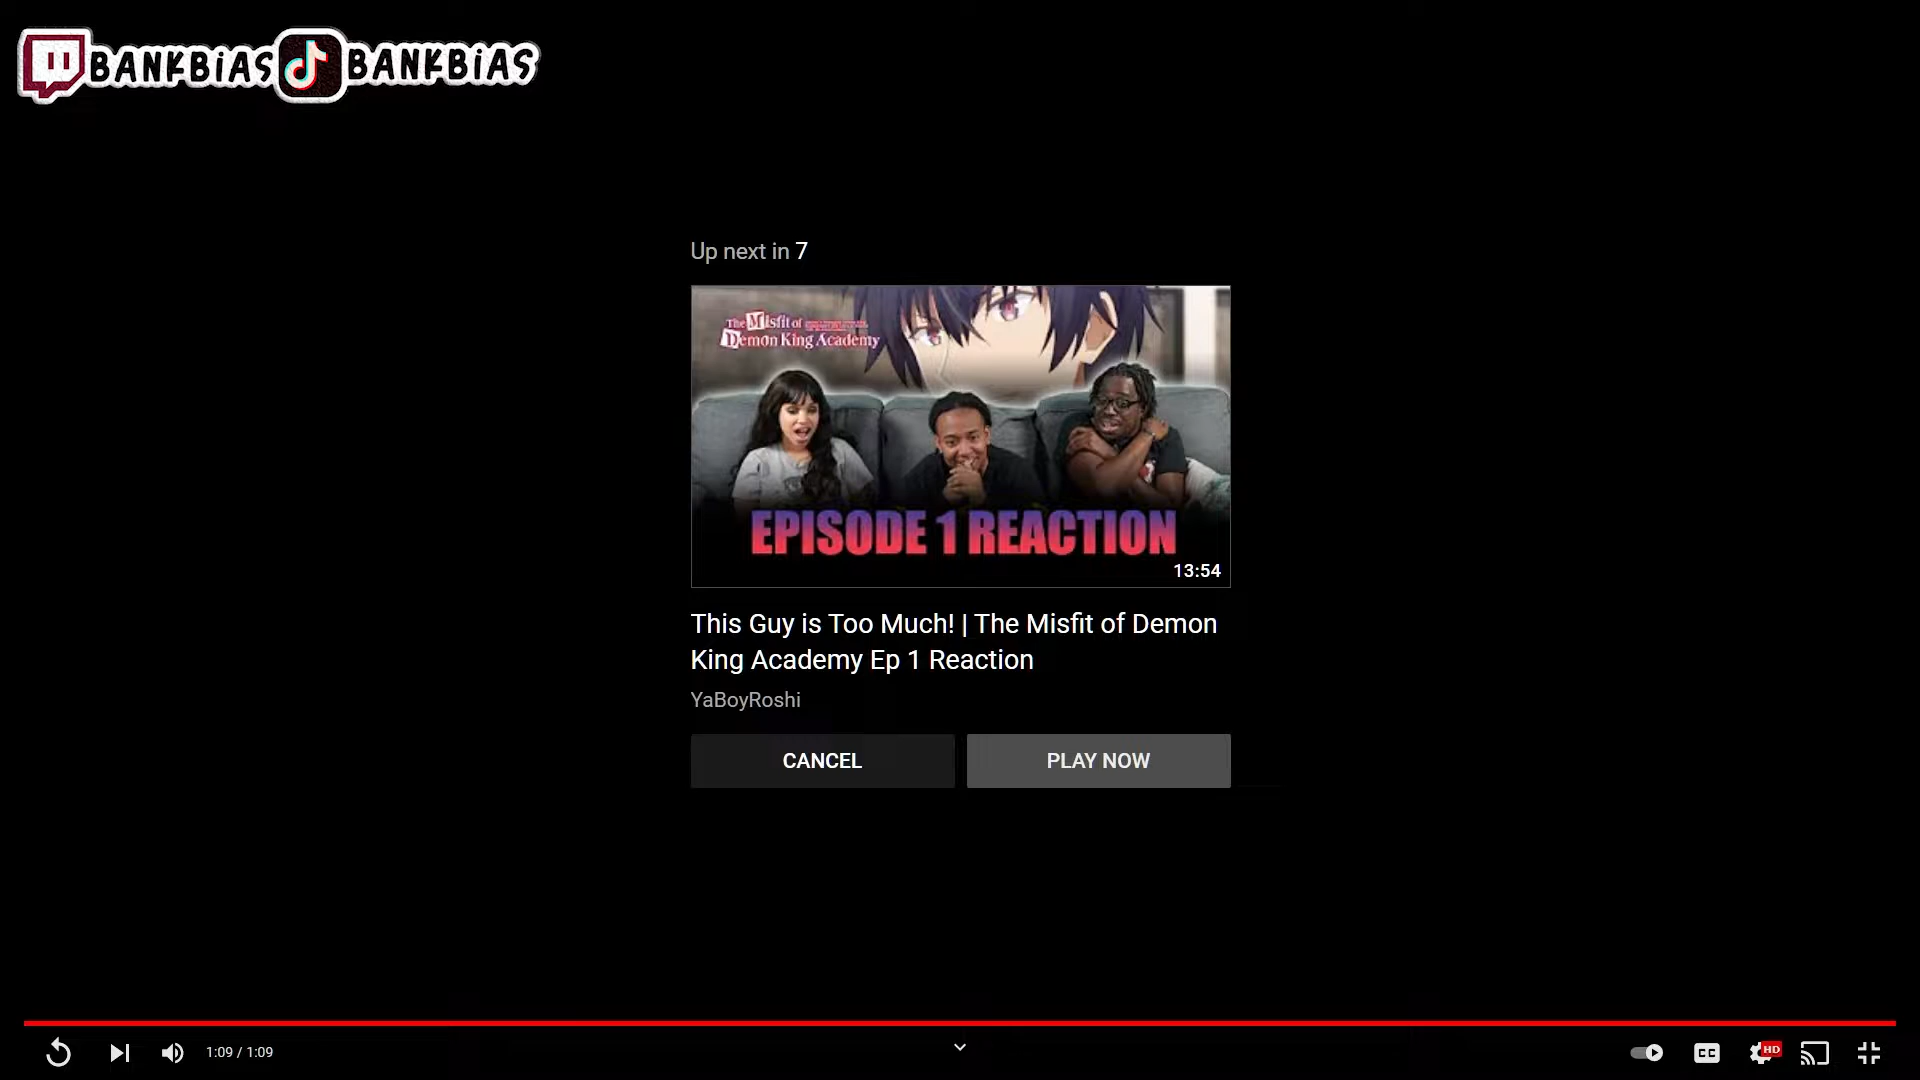 BANKBIAS BANKBIAS
Up next in 7
The Misfit of
Demon King Academy
EPISODE 1 REACTION
13:54
This Guy is Too Much! | The Misfit of Demon
King Academy Ep 1 Reaction
YaBoyRoshi
CANCEL PLAY NOW
1:09 / 1:09
CC HD